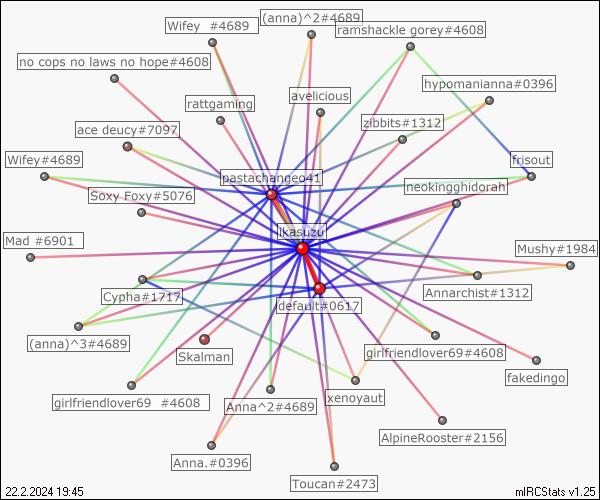 Wifey  #4689
(anna)^2#4689
ramshackle gorey#4608
no cops no laws no hope#4608
hypomanianna#0396
rattgaming
avelicious
ace deucy#7097
zibbits#1312
Wifey#4689
frisout
pastachangeo41
neokingghidorah
Soxy Foxy#5076
ikasuzu
Mad #6901
Mushy#1984
Cypha#1717
Annarchist#1312
default#0617
(anna)^3#4689
Skalman
girlfriendlover69#4608
fakedingo
girlfriendlover69  #4608
Anna^2#4689
xenoyaut
AlpineRooster#2156
Anna.#0396
Toucan#2473
22.2.2024 19:45
mIRCStats v1.25